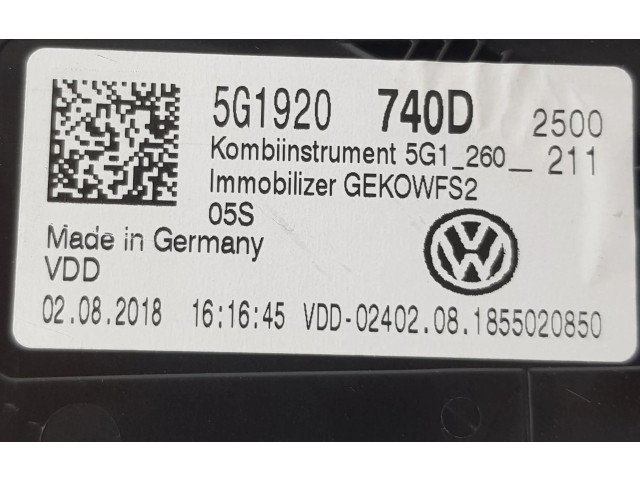 5G1920 740D 2500
Kombiinstrument 5G1_260_ 211
Immobilizer GEKOWFS2
05S
Made in Germany
VDD
02.08.2018 16:16:45 VDD-02402.08.1855020850